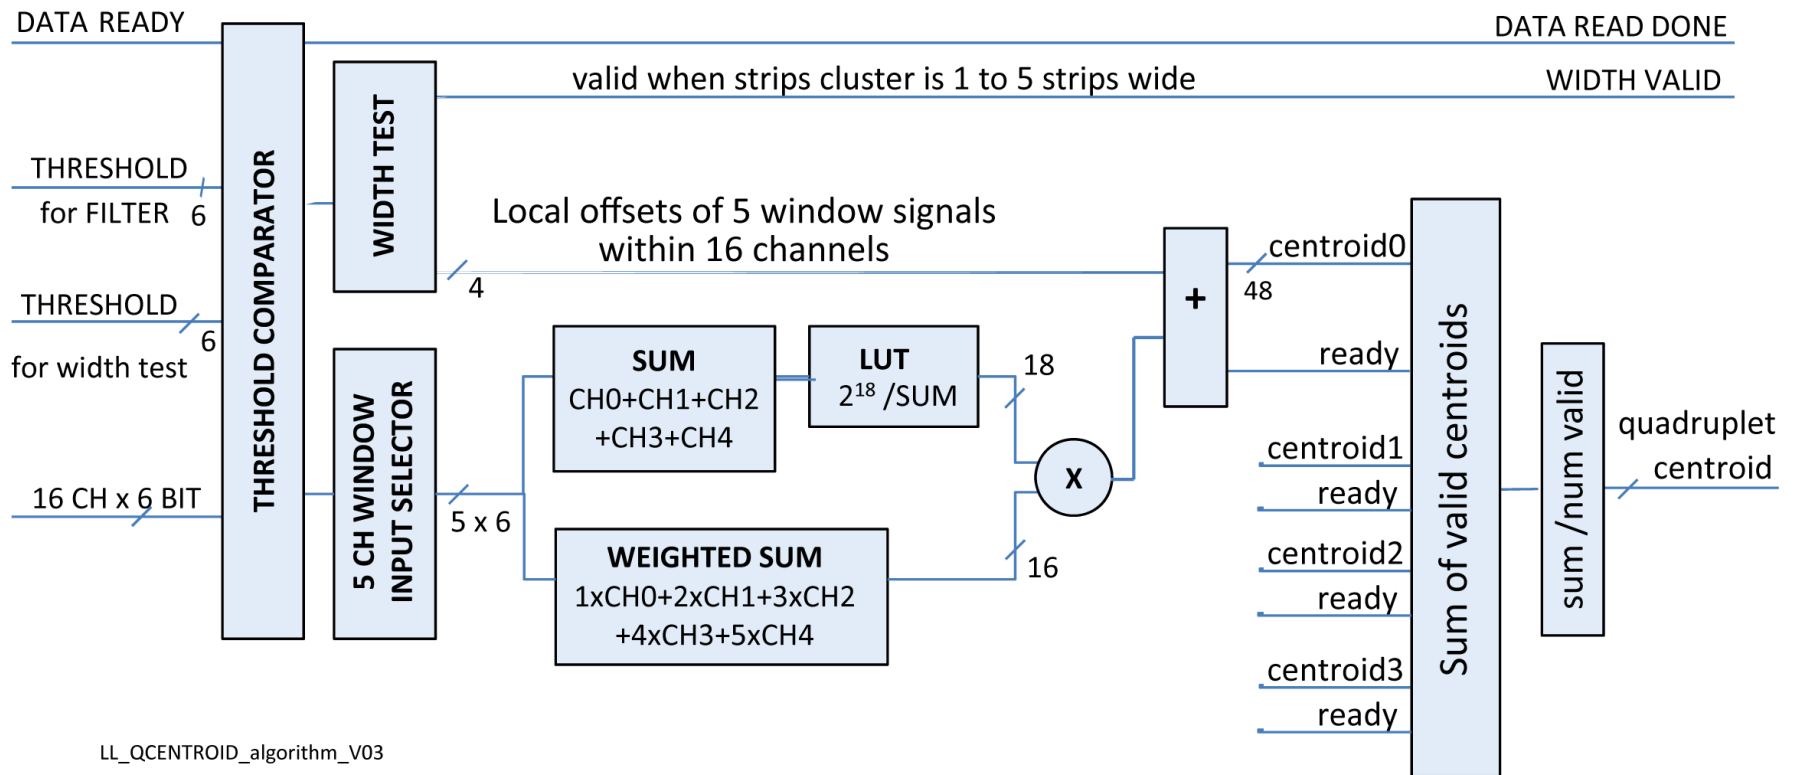 DATA READY
DATA READ DONE
valid when strips cluster is 1 to 5 strips wide
WIDTH VALID
THRESHOLD
for FILTER
6
THRESHOLD
6
for width test
16 CH x 6 BIT
THRESHOLD COMPARATOR
WIDTH TEST
Local offsets of 5 window signals
within 16 channels
4
5 CH WINDOW
INPUT SELECTOR
5 x 6
SUM
CH0+CH1+CH2
+CH3+CH4
LUT
2¹⁸ /SUM
18
WEIGHTED SUM
1xCH0+2xCH1+3xCH2
+4xCH3+5xCH4
16
X
+
centroid0
48
ready
centroid1
ready
centroid2
ready
centroid3
ready
Sum of valid centroids
sum /num valid
quadruplet
centroid
LL_QCENTROID_algorithm_V03